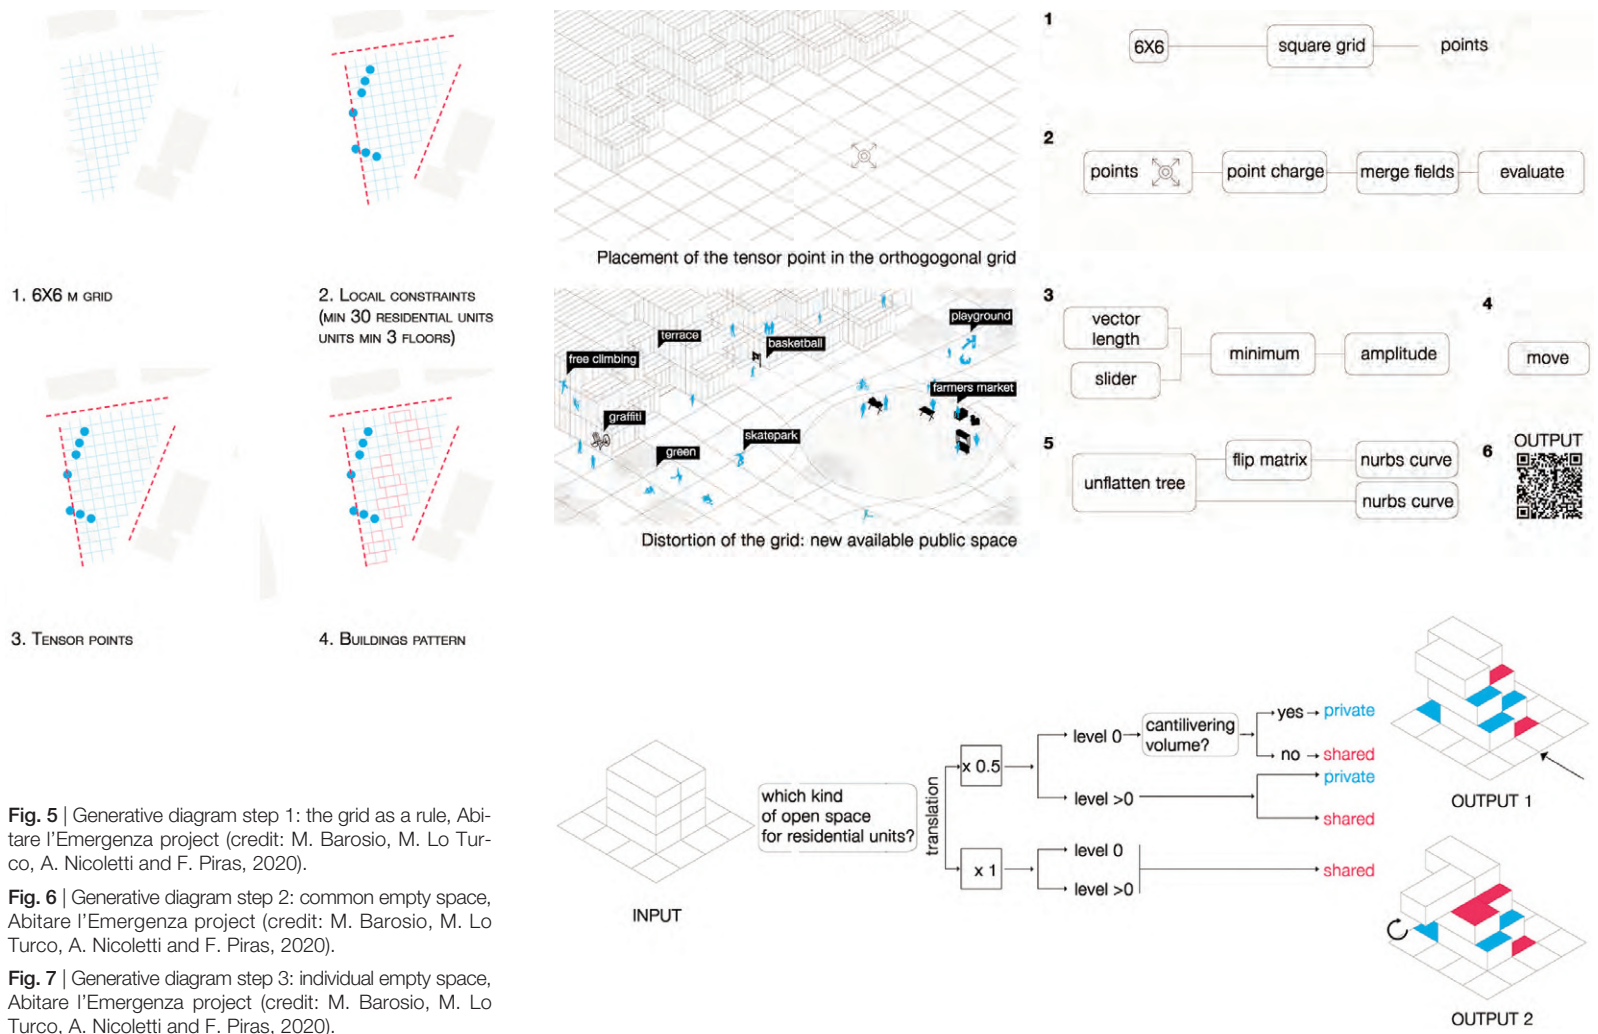 1. 6X6 M GRID
2. LOCAIL CONSTRAINTS
(MIN 30 RESIDENTIAL UNITS
UNITS MIN 3 FLOORS)
3. TENSOR POINTS
4. BUILDINGS PATTERN
Placement of the tensor point in the orthogogonal grid
free climbing
terrace
basketball
playground
farmers market
graffiti
green
skatepark
Distortion of the grid: new available public space
1
6X6
square grid
points
2
points
point charge
merge fields
evaluate
3
vector
length
slider
minimum
amplitude
4
move
5
unflatten tree
flip matrix
nurbs curve
nurbs curve
6
OUTPUT
INPUT
which kind
of open space
for residential units?
translation
x 0.5
x 1
level 0
level >0
level 0
level >0
cantilivering
volume?
yes
private
no
shared
private
shared
shared
OUTPUT 1
OUTPUT 2
Fig. 5 | Generative diagram step 1: the grid as a rule, Abi-
tare l'Emergenza project (credit: M. Barosio, M. Lo Tur-
co, A. Nicoletti and F. Piras, 2020).
Fig. 6 | Generative diagram step 2: common empty space,
Abitare l'Emergenza project (credit: M. Barosio, M. Lo
Turco, A. Nicoletti and F. Piras, 2020).
Fig. 7 | Generative diagram step 3: individual empty space,
Abitare l'Emergenza project (credit: M. Barosio, M. Lo
Turco, A. Nicoletti and F. Piras, 2020).